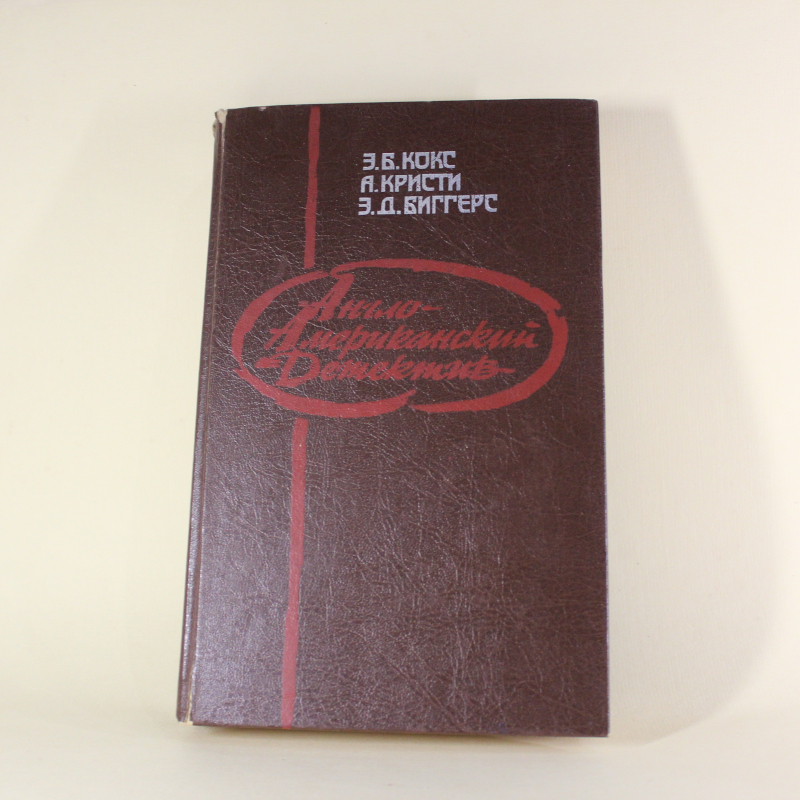 Э.Б.КОКС
А.КРИСТИ
Э.Д.БИГГЕРС
Англо-
Американский
Детектив